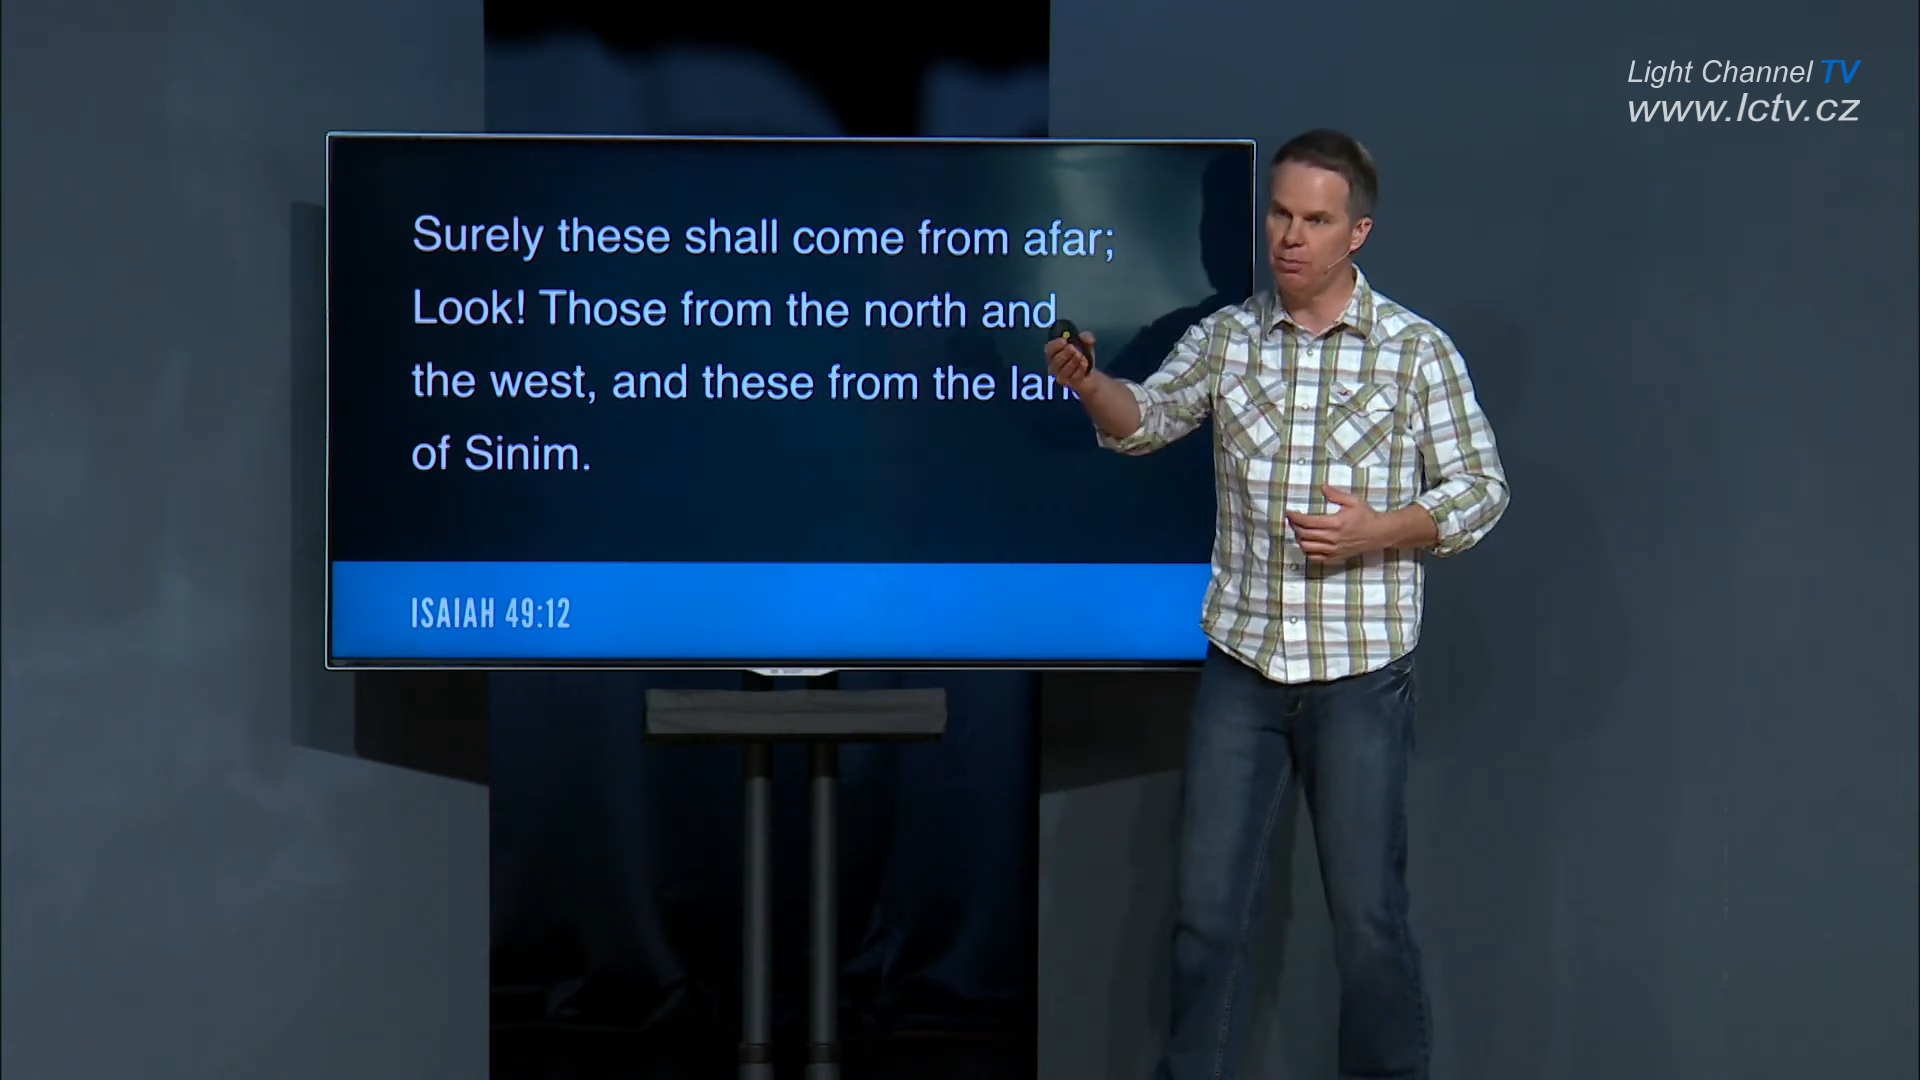 Light Channel TV
www.lctv.cz
Surely these shall come from afar;
Look! Those from the north and
the west, and these from the
of Sinim.
ISAIAH 49:12